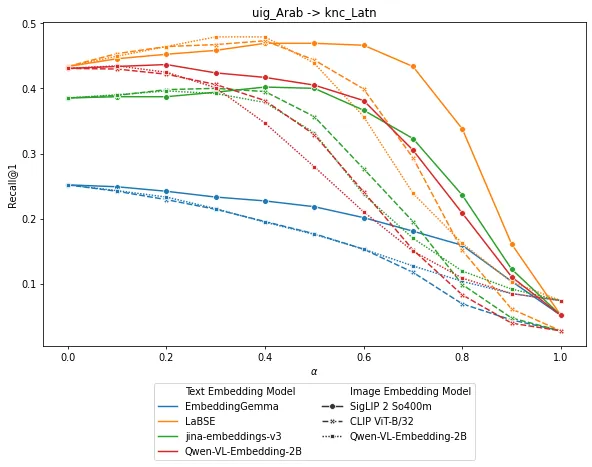 uig_Arab -> knc_Latn
Recall@1
0.5
0.4
0.3
0.2
0.1
0.0 0.2 0.4 0.6 0.8 1.0
α
Text Embedding Model Image Embedding Model
EmbeddingGemma SigLIP 2 So400m
LaBSE CLIP ViT-B/32
jina-embeddings-v3 Qwen-VL-Embedding-2B
Qwen-VL-Embedding-2B